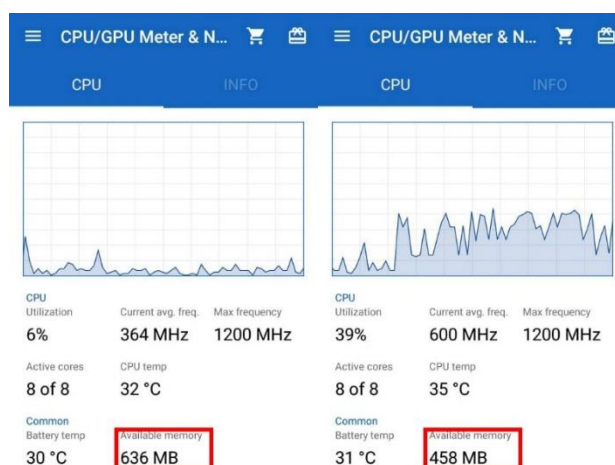 CPU/GPU Meter & N...
CPU INFO
CPU
Utilization Current avg. freq. Max frequency
6% 364 MHz 1200 MHz
Active cores CPU temp
8 of 8 32 °C
Common
Battery temp Available memory
30 °C 636 MB
CPU/GPU Meter & N...
CPU INFO
CPU
Utilization Current avg. freq. Max frequency
39% 600 MHz 1200 MHz
Active cores CPU temp
8 of 8 35 °C
Common
Battery temp Available memory
31 °C 458 MB